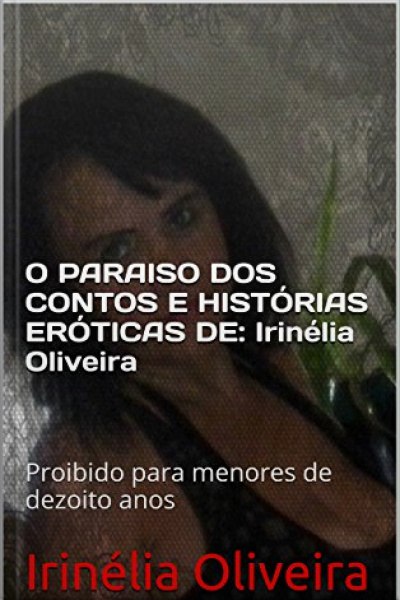 O PARAISO DOS
CONTOS E HISTÓRIAS
ERÓTICAS DE: Irinélia
Oliveira
Proibido para menores de
dezoito anos
Irinélia Oliveira